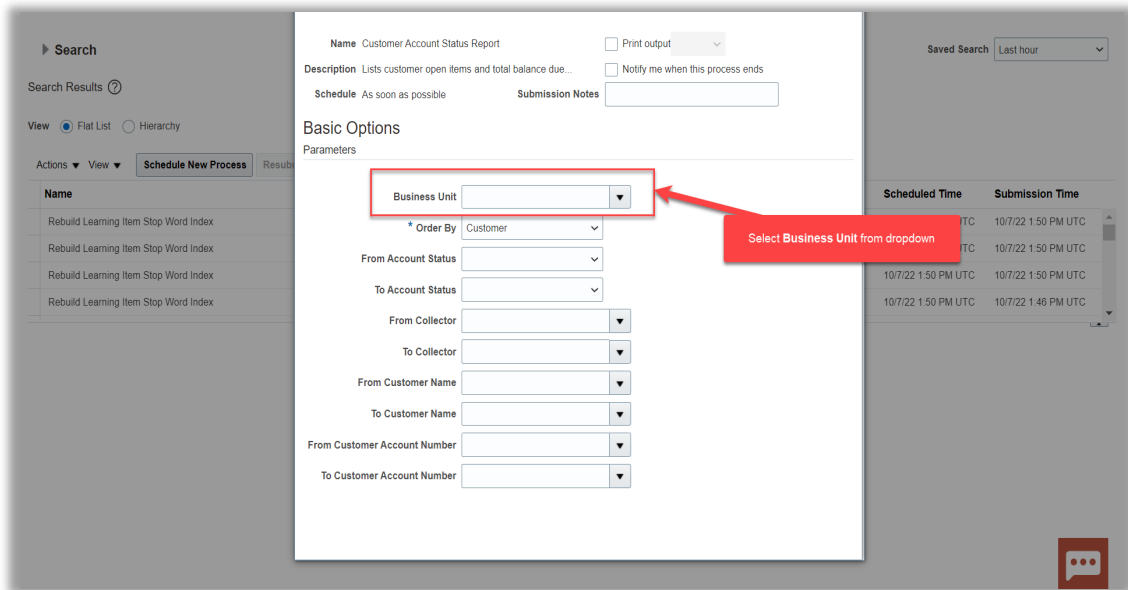 Name Customer Account Status Report Print output
Search Saved Search Last hour
Description Lists customer open items and total balance due... Notify me when this process ends
Search Results
Schedule As soon as possible Submission Notes
View Flat List Hierarchy
Basic Options
Parameters
Actions View Schedule New Process
Name Scheduled Time Submission Time
Business Unit
Rebuild Learning Item Stop Word Index UTC 10/7/22 1:50 PM UTC
* Order By Customer
Select Business Unit from dropdown
Rebuild Learning Item Stop Word Index UTC 10/7/22 1:50 PM UTC
From Account Status
Rebuild Learning Item Stop Word Index 10/7/22 1:50 PM UTC 10/7/22 1:50 PM UTC
To Account Status
Rebuild Learning Item Stop Word Index 10/7/22 1:50 PM UTC 10/7/22 1:46 PM UTC
From Collector
To Collector
From Customer Name
To Customer Name
From Customer Account Number
To Customer Account Number